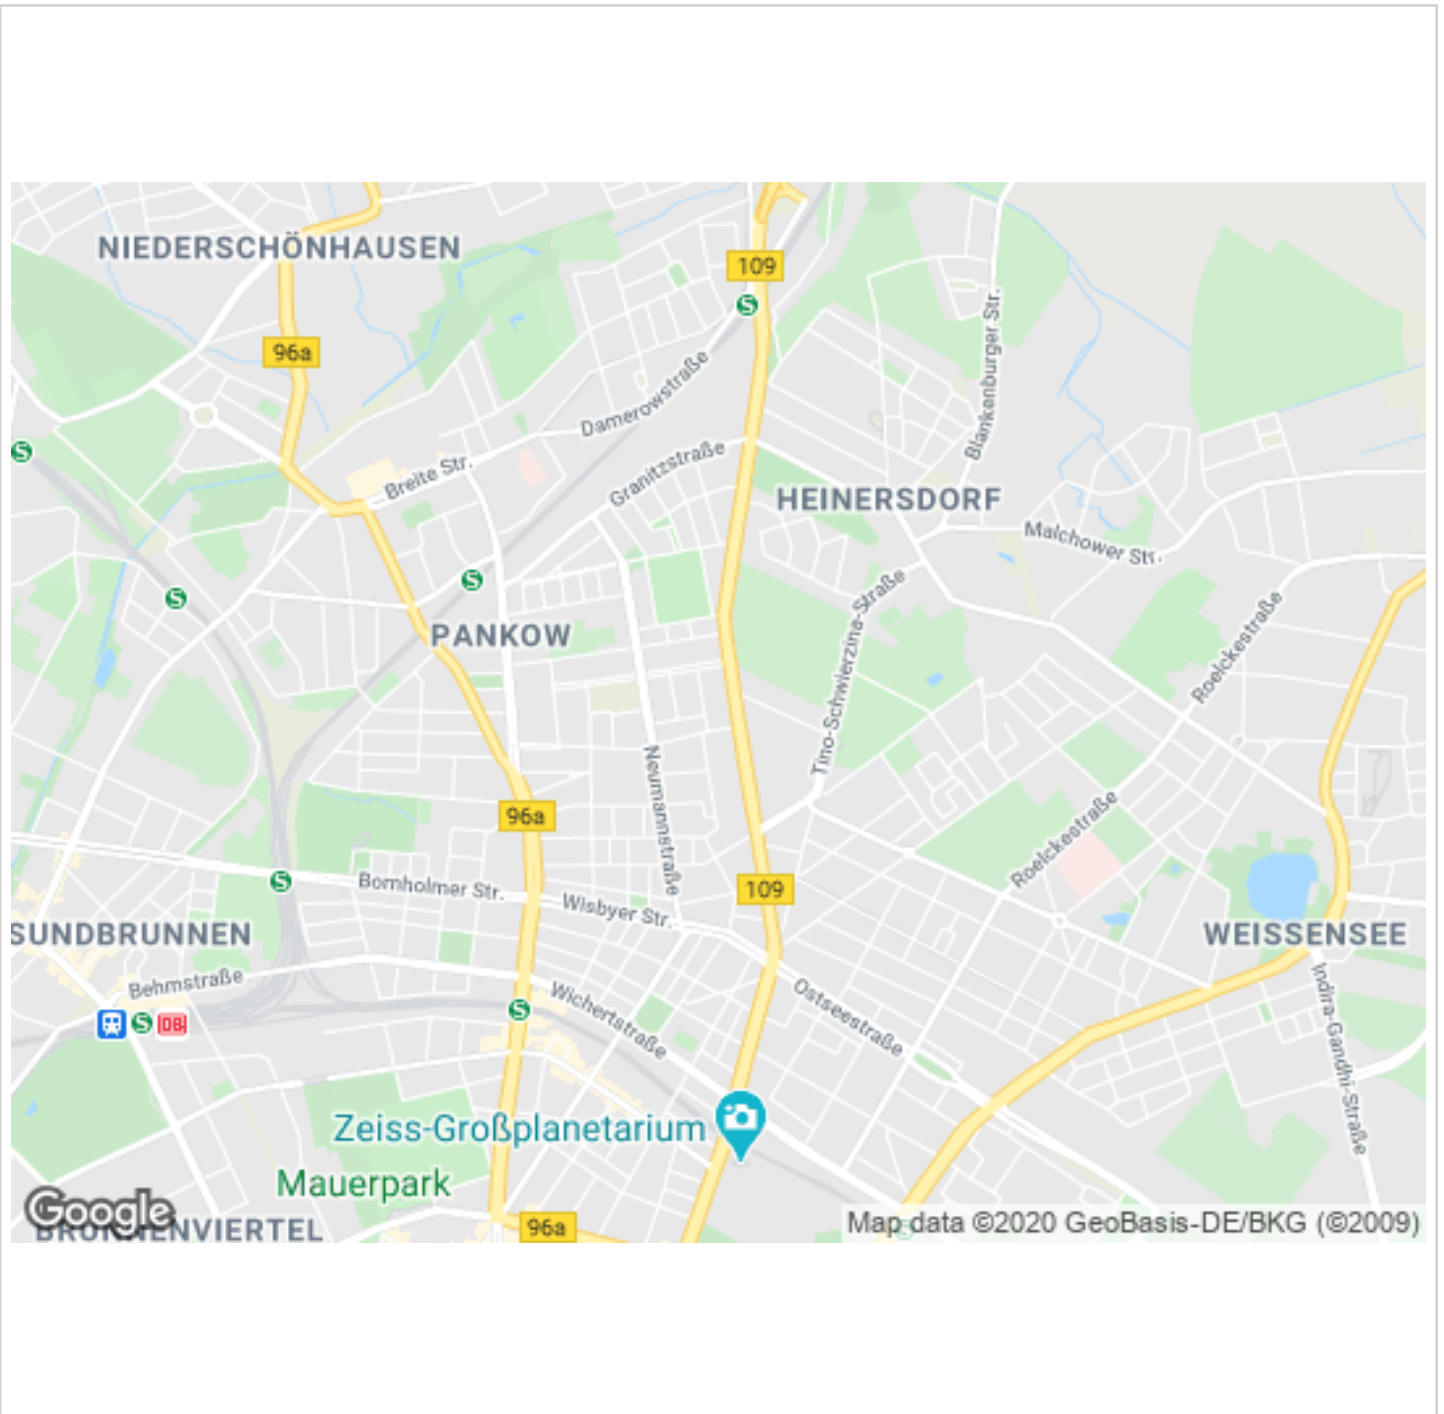 NIEDERSCHÖNHAUSEN
109
S
96a
Damerowstraße
Blankenburger Str.
S
Breite Str.
Granitzstraße
HEINERSDORF
Malchower Str.
S
S
Tino-Schwierzina-Straße
Roelckestraße
PANKOW
Neumannstraße
96a
Roelckestraße
S
Bornholmer Str.
109
Wisbyer Str.
SUNDBRUNNEN
WEISSENSEE
Behmstraße
Wichertstraße
Ostseestraße
Indira-Gandhi-Straße
S
S
DB
Zeiss-Großplanetarium
Mauerpark
Google
BRUNNENVIERTEL
96a
Map data ©2020 GeoBasis-DE/BKG (©2009)